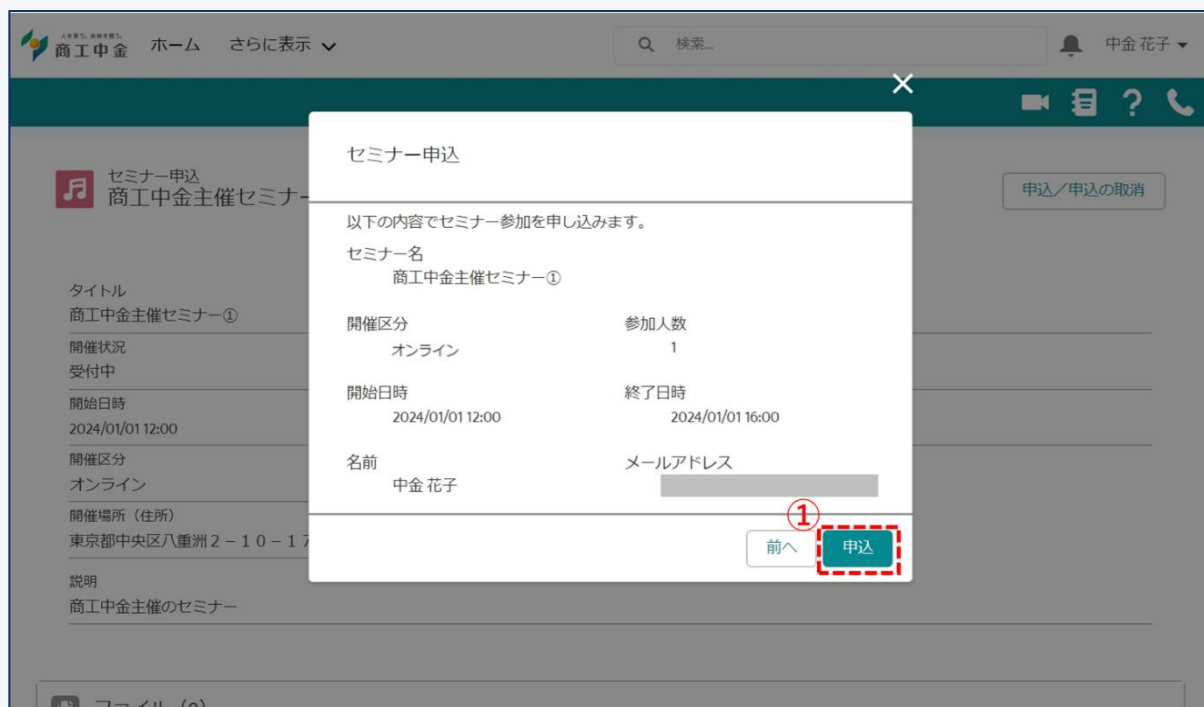 人を思う。未来を思う。
商工中金 ホーム さらに表示
検索...
中金 花子
セミナー申込
商工中金主催セミナー
申込／申込の取消
タイトル
商工中金主催セミナー①
開催状況
受付中
開始日時
2024/01/01 12:00
開催区分
オンライン
開催場所（住所）
東京都中央区八重洲２－１０－１７
説明
商工中金主催のセミナー
ファイル (0)
セミナー申込
以下の内容でセミナー参加を申し込みます。
セミナー名
商工中金主催セミナー①
開催区分 参加人数
オンライン 1
開始日時 終了日時
2024/01/01 12:00 2024/01/01 16:00
名前 メールアドレス
中金 花子
①
前へ 申込